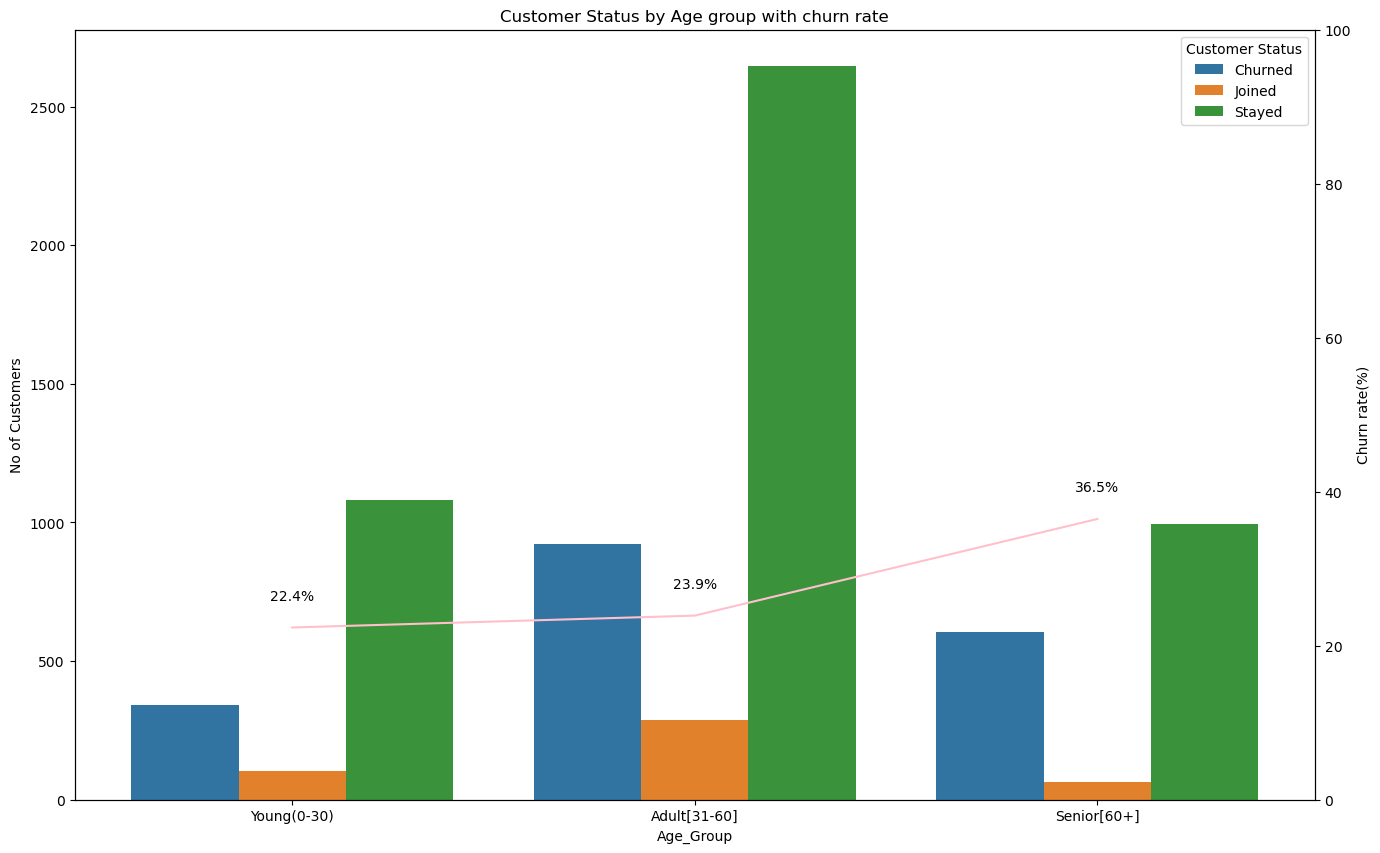 Customer Status by Age group with churn rate
Customer Status
Churned
Joined
Stayed
No of Customers
2500
2000
1500
1000
500
0
100
80
60
40
20
0
Churn rate(%)
22.4%
23.9%
36.5%
Young(0-30)
Adult[31-60]
Senior[60+]
Age_Group